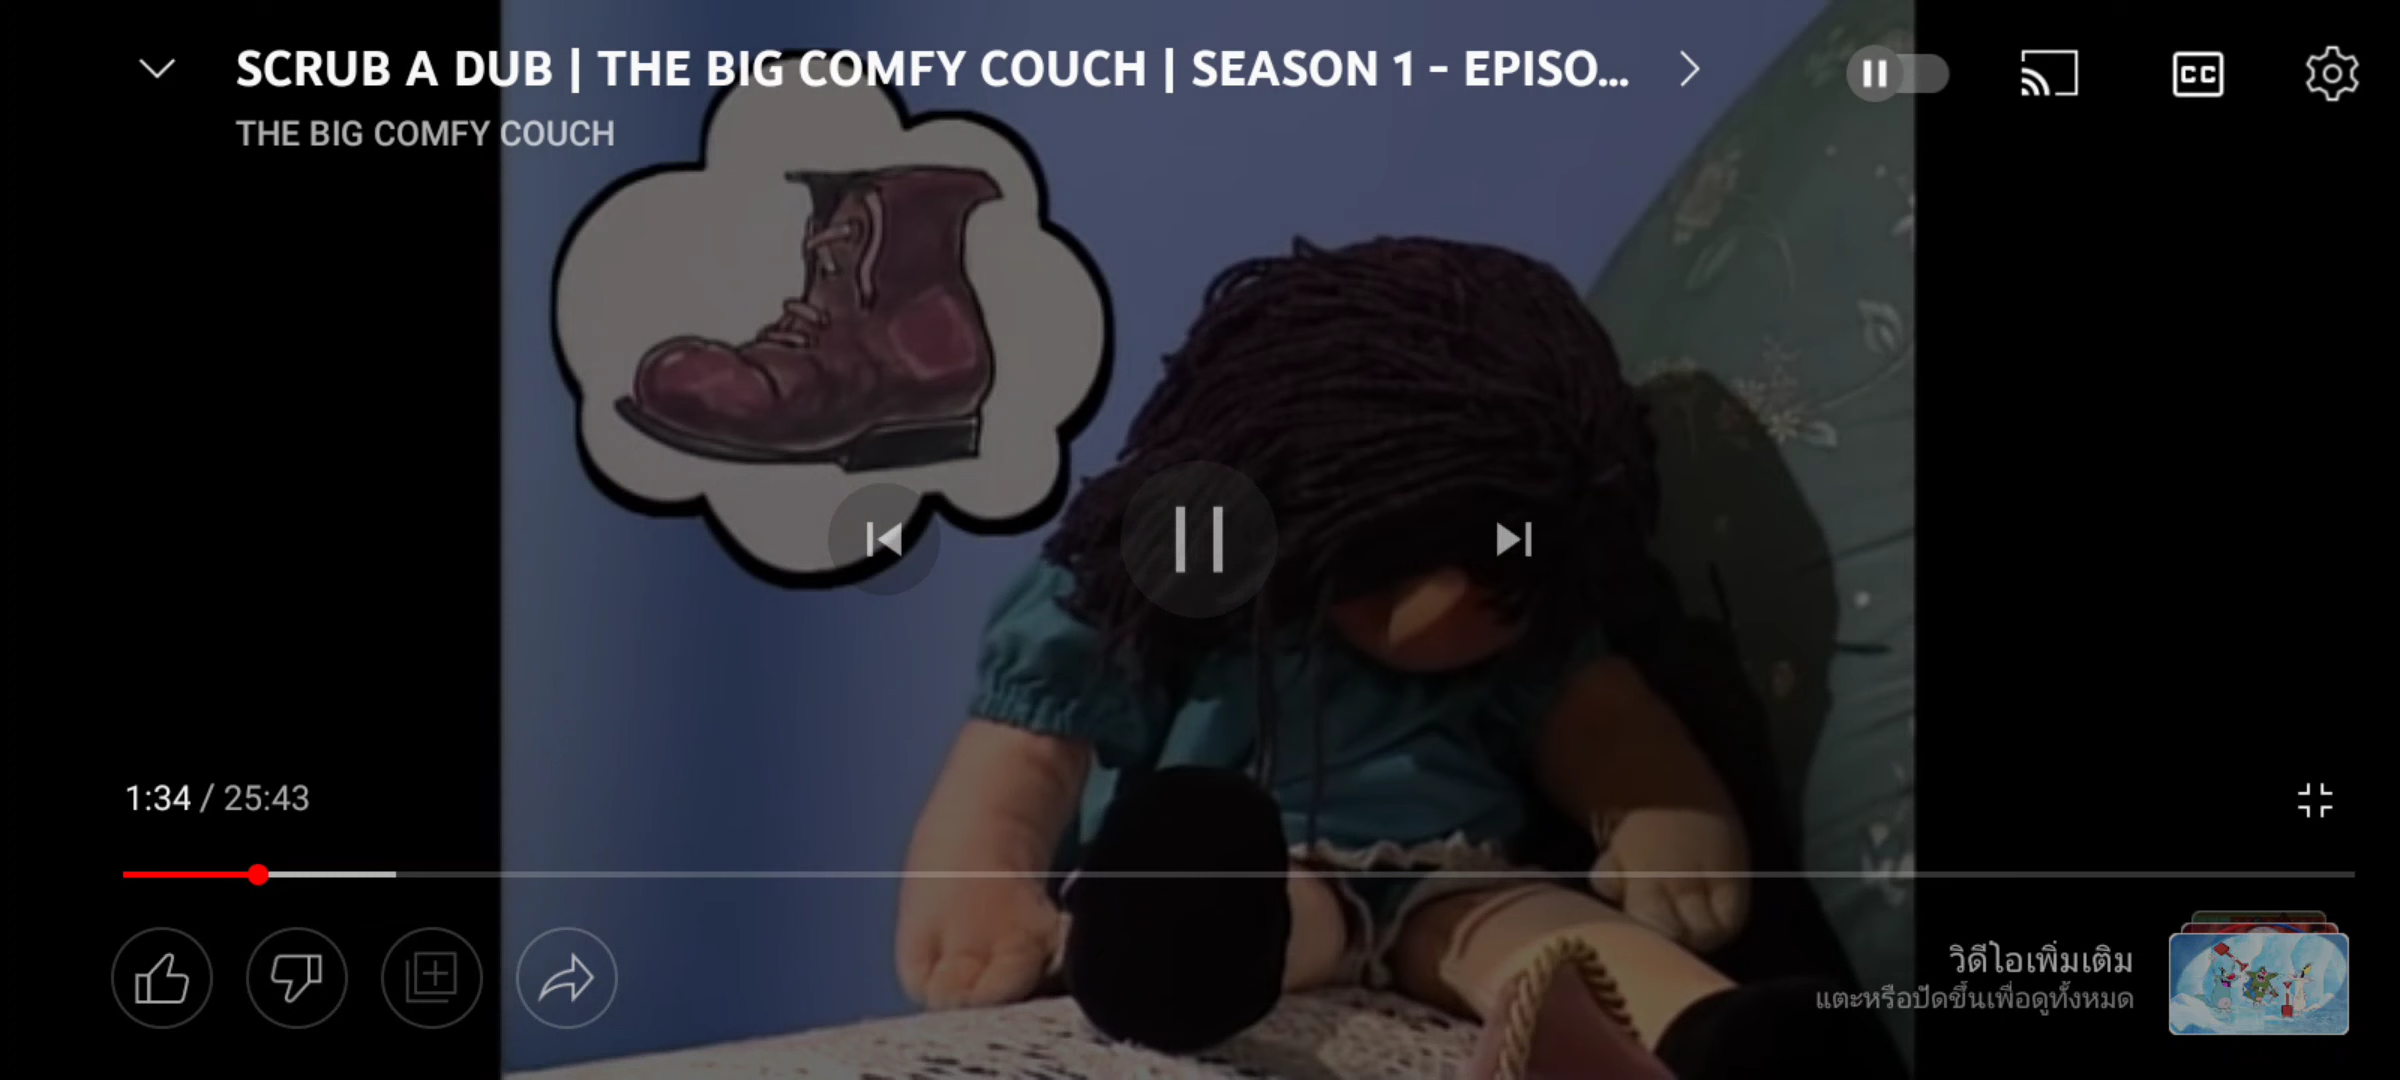 SCRUB A DUB | THE BIG COMFY COUCH | SEASON 1 - EPISO...
THE BIG COMFY COUCH
CC
1:34 / 25:43
วิดีโอเพิ่มเติม
แตะหรือปัดขึ้นเพื่อดูทั้งหมด